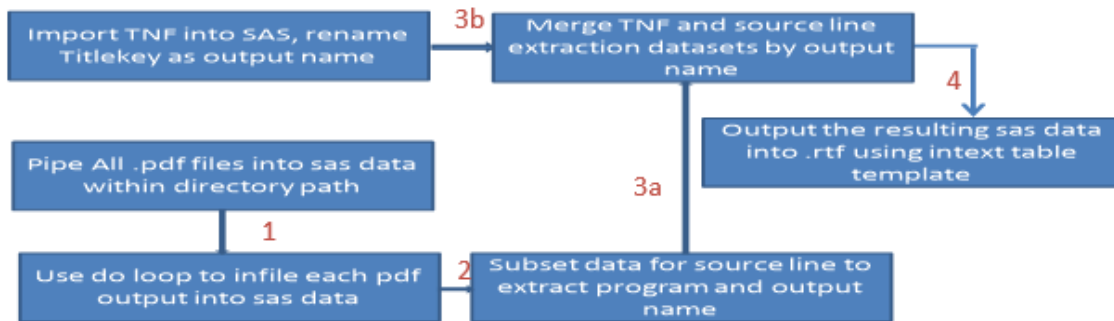 Import TNF into SAS, rename
Titlekey as output name
3b
Merge TNF and source line
extraction datasets by output
name
4
Output the resulting sas data
into .rtf using intext table
template
Pipe All .pdf files into sas data
within directory path
3a
1
Use do loop to infile each pdf
output into sas data
2
Subset data for source line to
extract program and output
name